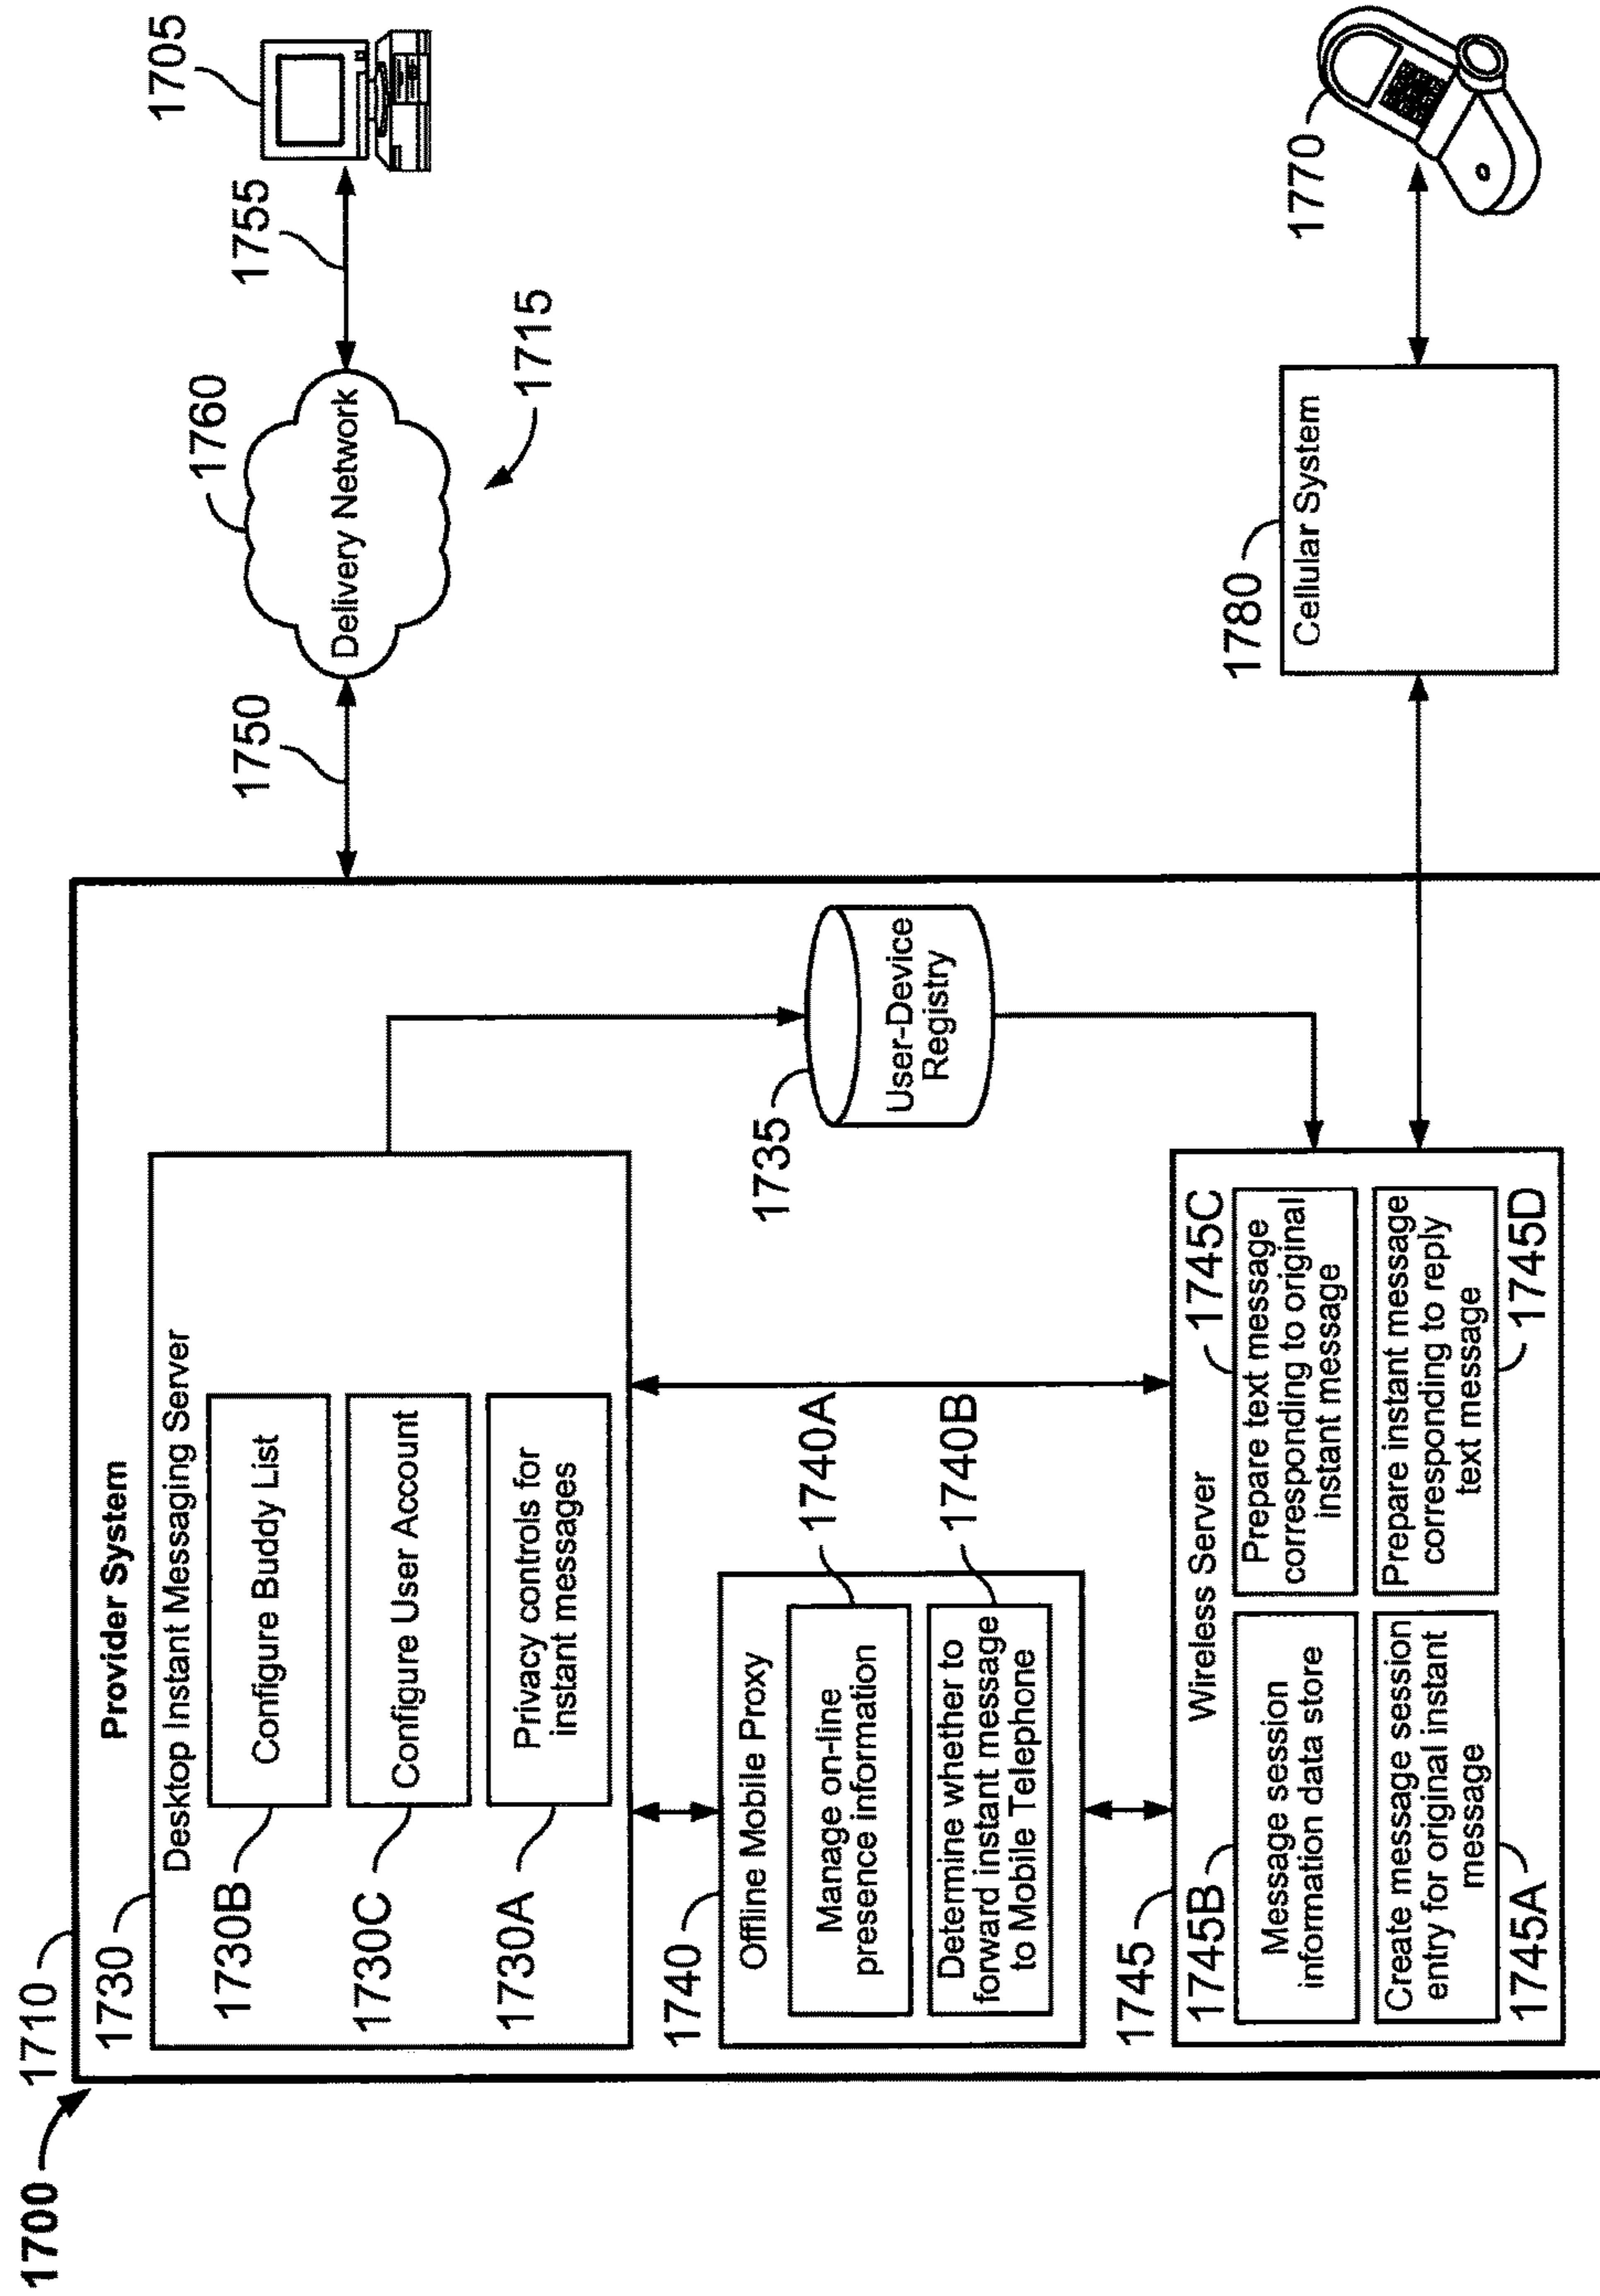 1700
1710
Provider System
1730
Desktop Instant Messaging Server
1730B
Configure Buddy List
1730C
Configure User Account
1730A
Privacy controls for
instant messages
1740
Offline Mobile Proxy
Manage on-line
presence information
1740A
Determine whether to
forward instant message
to Mobile Telephone
1740B
1735
User-Device
Registry
1745
Wireless Server
1745B
Message session
information data store
1745C
Prepare text message
corresponding to original
instant message
Create message session
entry for original instant
message
1745A
Prepare instant message
corresponding to reply
text message
1745D
1750
1760
Delivery Network
1715
1755
1705
1780
Cellular System
1770